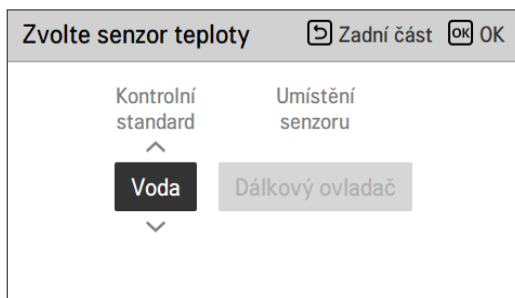 Zvolte senzor teploty Zadní část OK OK
Kontrolní standard
Umístění senzoru
Voda Dálkový ovladač